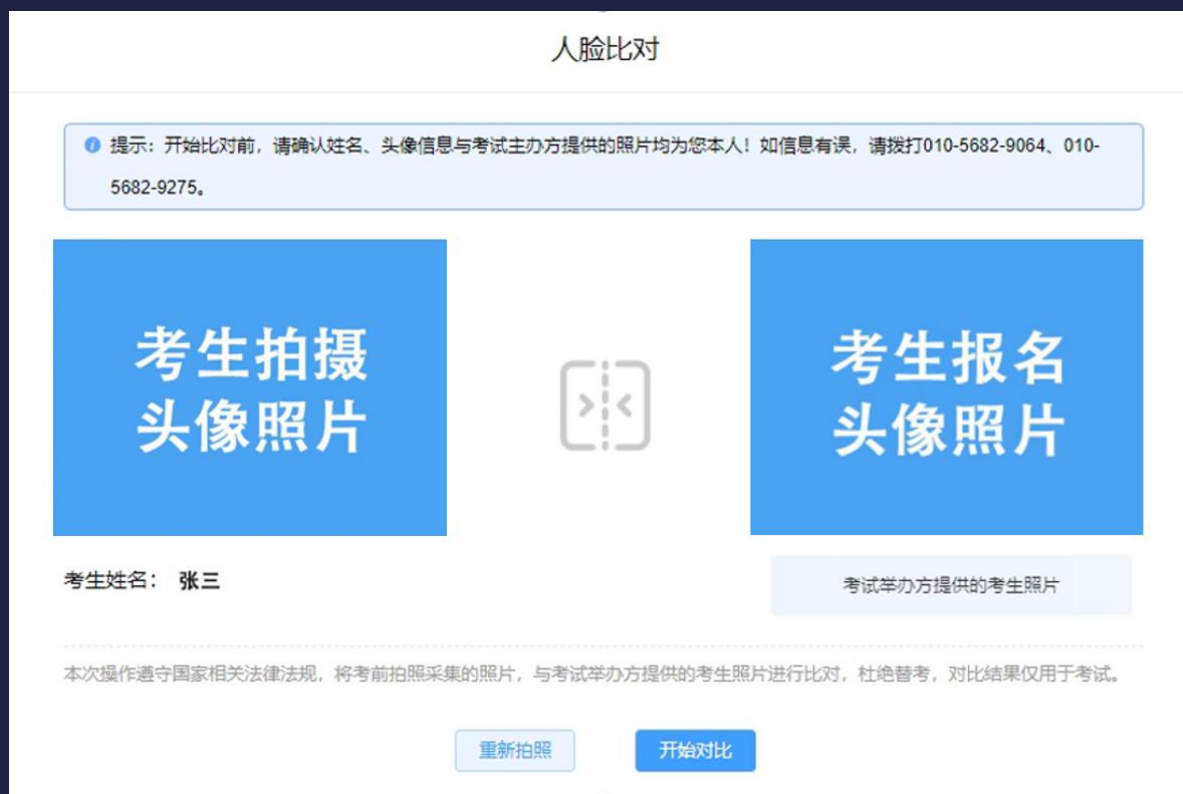 人脸比对
提示：开始比对前，请确认姓名、头像信息与考试主办方提供的照片均为您本人！如信息有误，请拨打010-5682-9064、010-
5682-9275。
考生拍摄
头像照片
考生报名
头像照片
考生姓名： 张三
考试举办方提供的考生照片
本次操作遵守国家相关法律法规，将考前拍照采集的照片，与考试举办方提供的考生照片进行比对，杜绝替考，对比结果仅用于考试。
重新拍照
开始对比